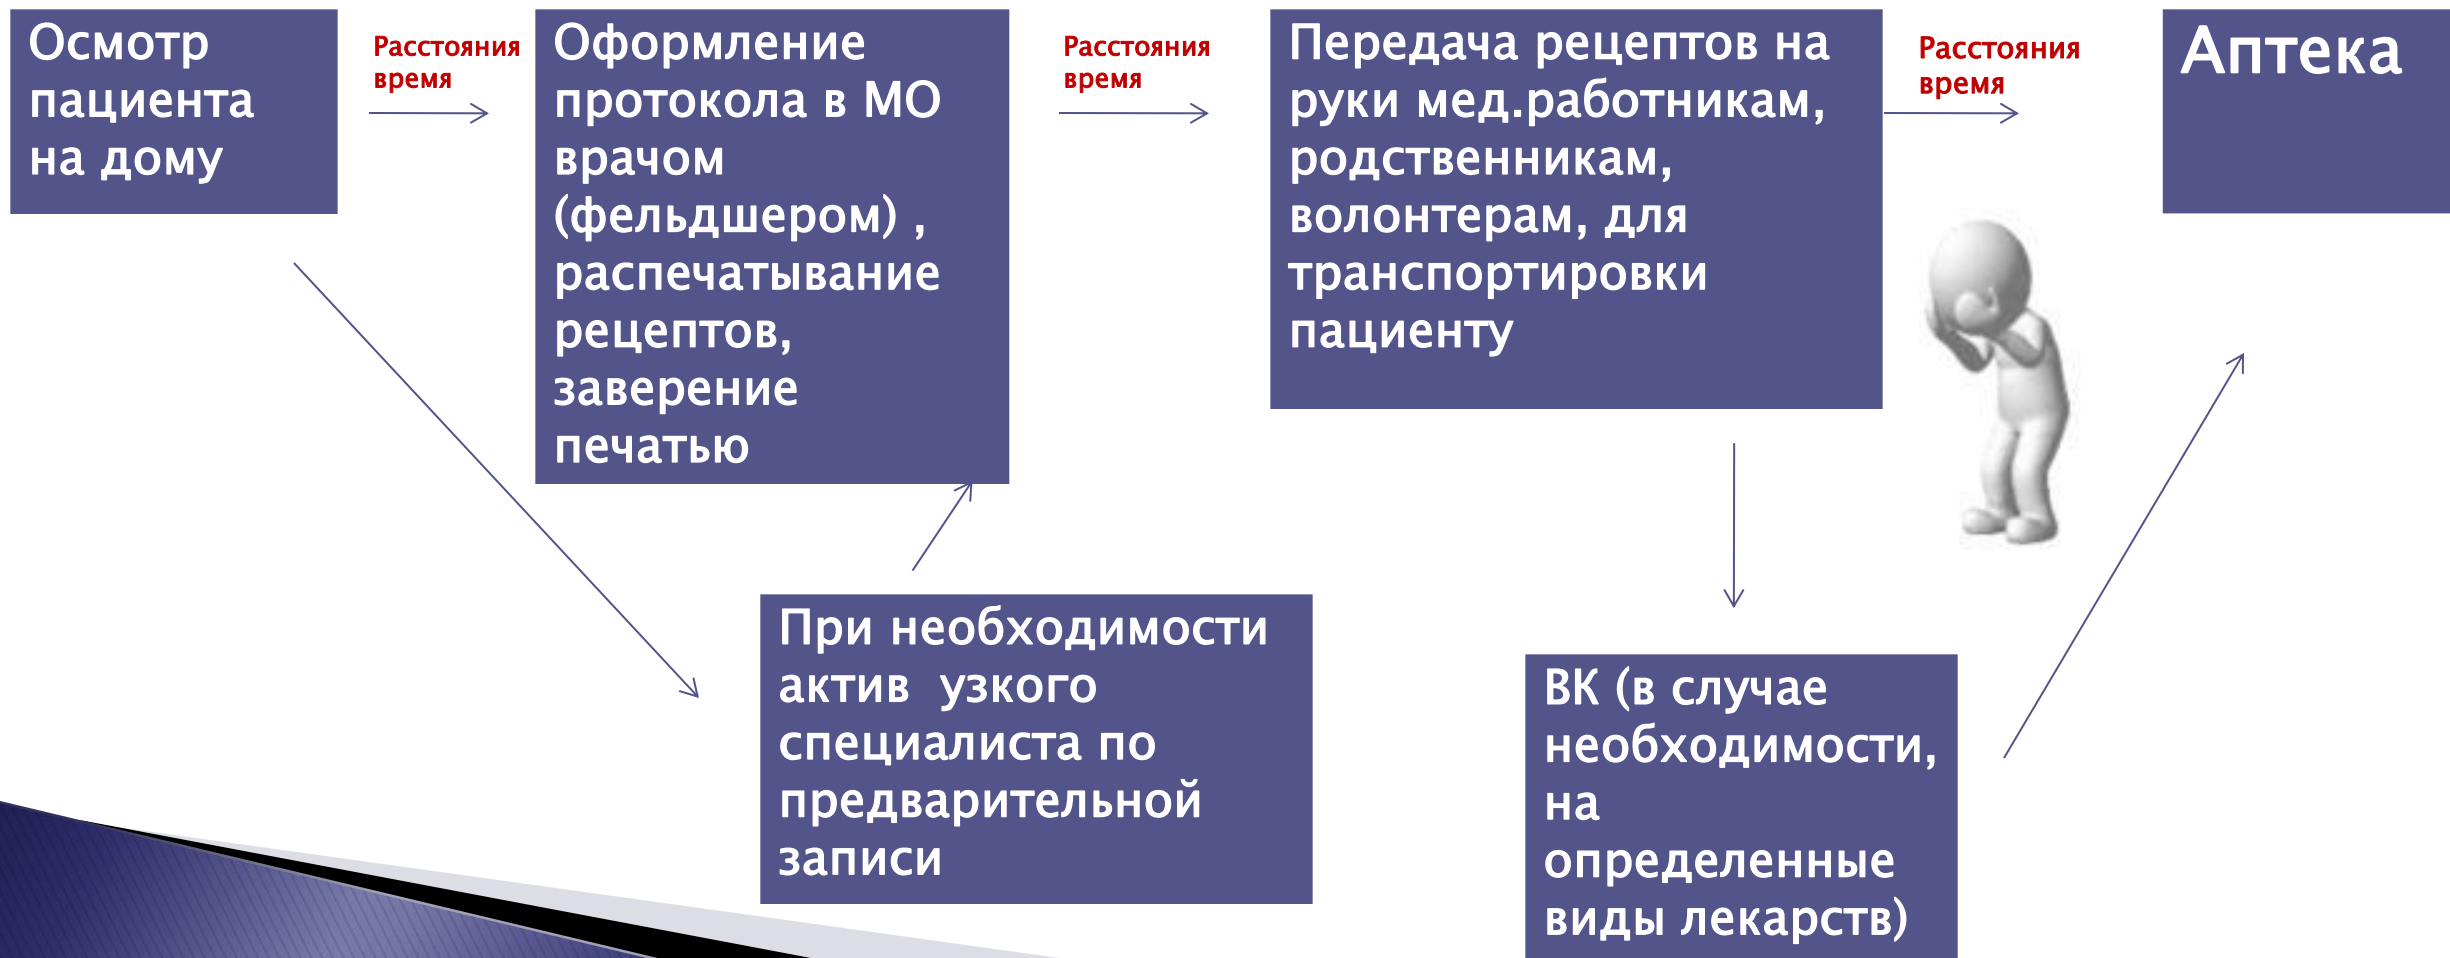 Осмотр
пациента
на дому
Расстояния
время
Оформление
протокола в МО
врачом
(фельдшером) ,
распечатывание
рецептов,
заверение
печатью
Расстояния
время
Передача рецептов на
руки мед.работникам,
родственникам,
волонтерам, для
транспортировки
пациенту
Расстояния
время
Аптека
При необходимости
актив узкого
специалиста по
предварительной
записи
ВК (в случае
необходимости,
на
определенные
виды лекарств)